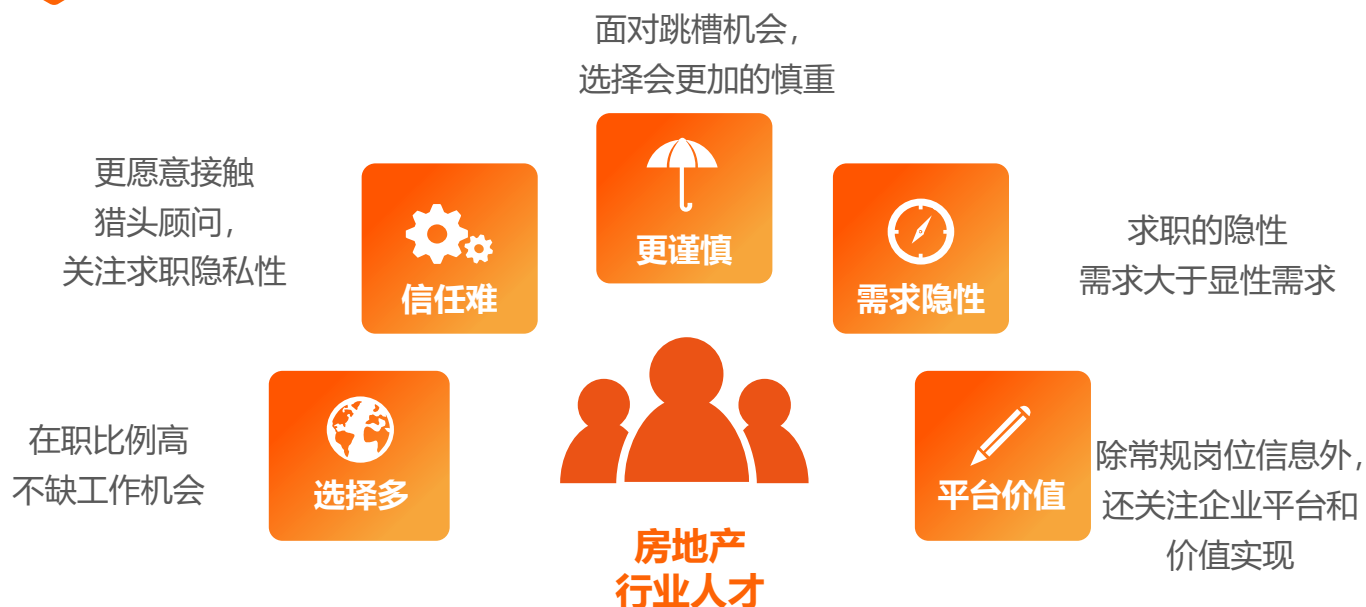 面对跳槽机会，
选择会更加的慎重
更谨慎
更愿意接触
猎头顾问，
关注求职隐私性
信任难
需求隐性
求职的隐性
需求大于显性需求
在职比例高
不缺工作机会
选择多
平台价值
除常规岗位信息外，
还关注企业平台和
价值实现
房地产
行业人才